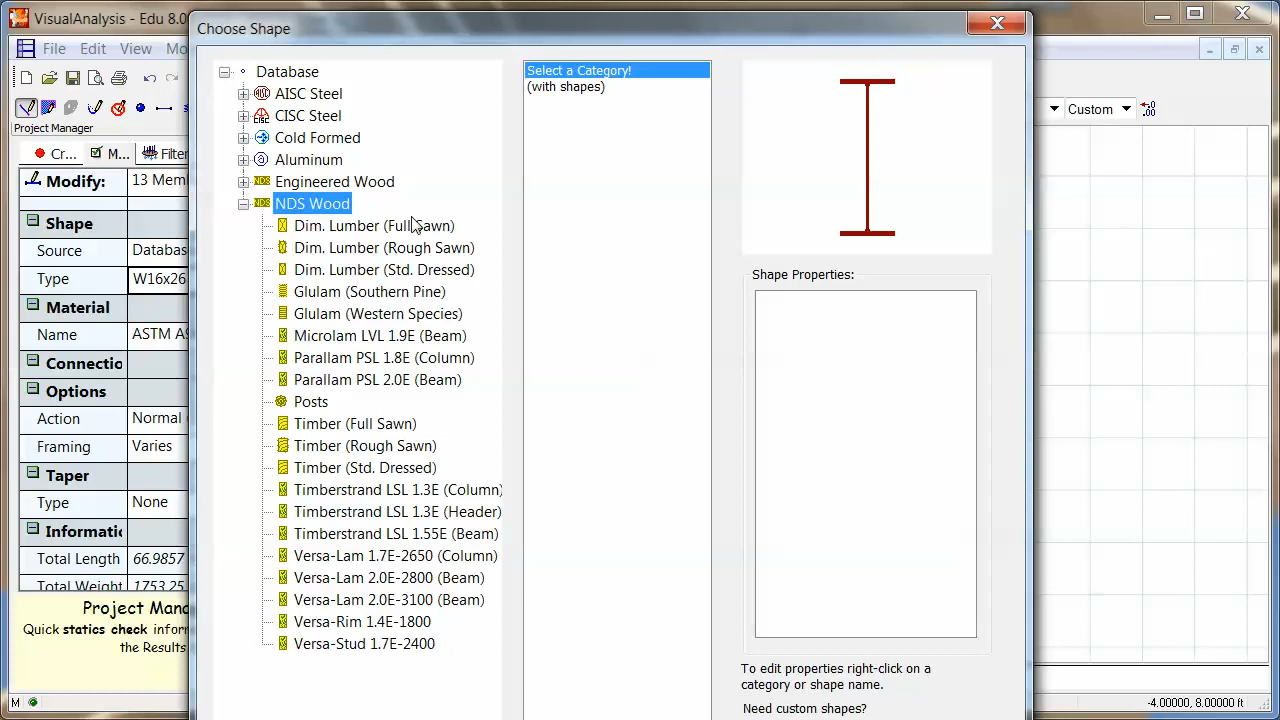 VisualAnalysis - Edu 8.0
Choose Shape
File Edit View Mo
Project Manager
Custom
Cr... M... Filter
Modify: 13 Mem
Shape
Source Databas
Type W16x26
Material
Name ASTM A
Connectio
Options
Action Normal
Framing Varies
Taper
Type None
Informati
Total Length 66.9857
Total Weight 1753.25
Project Mana
Quick statics check inform
the Results
M
Database
AISC Steel
CISC Steel
Cold Formed
Aluminum
Engineered Wood
NDS Wood
Dim. Lumber (Full Sawn)
Dim. Lumber (Rough Sawn)
Dim. Lumber (Std. Dressed)
Glulam (Southern Pine)
Glulam (Western Species)
Microlam LVL 1.9E (Beam)
Parallam PSL 1.8E (Column)
Parallam PSL 2.0E (Beam)
Posts
Timber (Full Sawn)
Timber (Rough Sawn)
Timber (Std. Dressed)
Timberstrand LSL 1.3E (Column)
Timberstrand LSL 1.3E (Header)
Timberstrand LSL 1.55E (Beam)
Versa-Lam 1.7E-2650 (Column)
Versa-Lam 2.0E-2800 (Beam)
Versa-Lam 2.0E-3100 (Beam)
Versa-Rim 1.4E-1800
Versa-Stud 1.7E-2400
Select a Category!
(with shapes)
Shape Properties:
To edit properties right-click on a
category or shape name.
Need custom shapes?
-4.00000, 8.00000 ft